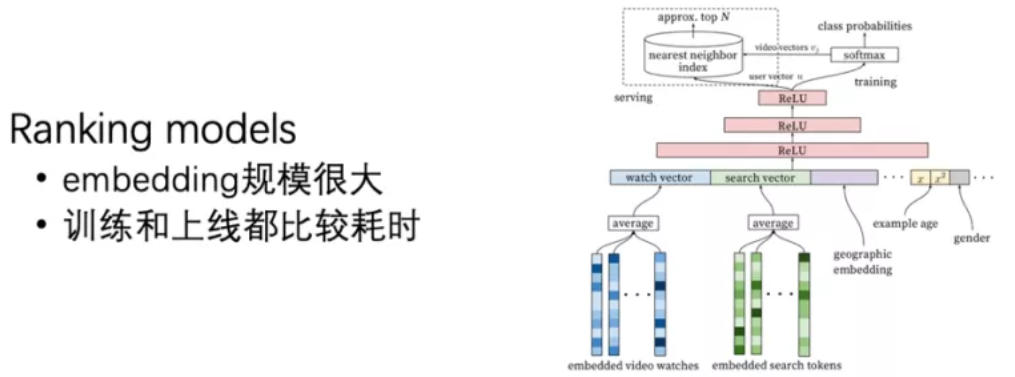 Ranking models
• embedding规模很大
• 训练和上线都比较耗时
approx. top N
class probabilities
nearest neighbor
index
video vectors vj
softmax
user vector u
serving
training
ReLU
ReLU
ReLU
watch vector
search vector
...
x
x²
...
average
average
example age
gender
geographic
embedding
...
...
embedded video watches
embedded search tokens